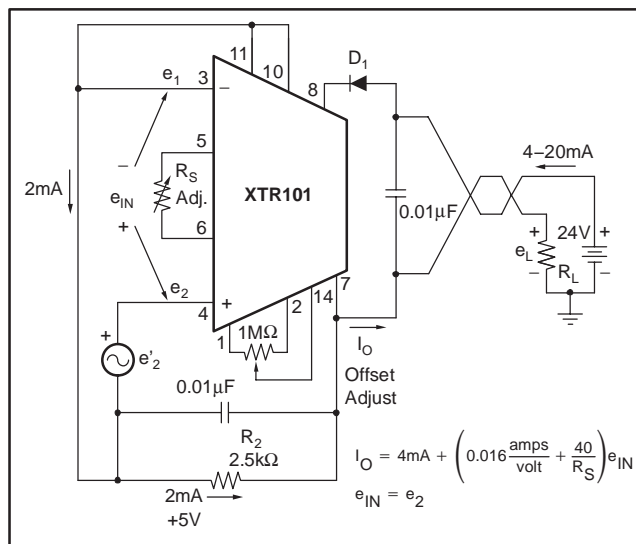 11
10
D1
e1
3
−
8
5
4–20mA
−
RS
Adj.
XTR101
2mA
eIN
0.01μF
+
6
+
24V
+
eL
−
RL
−
e2
7
+
14
4
2
1
1MΩ
+
e'2
IO
Offset
Adjust
0.01μF
R2
2.5kΩ
IO = 4mA + (0.016 amps/volt + 40/RS) eIN
2mA
+5V
eIN = e2